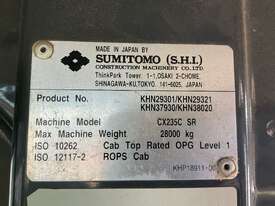 MADE IN JAPAN BY
SUMITOMO (S.H.I.)
CONSTRUCTION MACHINERY CO., LTD.
ThinkPark Tower, 1-1, OSAKI 2-CHOME,
SHINAGAWA-KU, TOKYO, 141-6025, JAPAN
Product No. KHN29301/KHN29321
KHN37930/KHN38020
Machine Model CX235C SR
Max Machine Weight 28000 kg
ISO 10262 Cab Top Rated OPG Level 1
ISO 12117-2 ROPS Cab
KHP18911-00